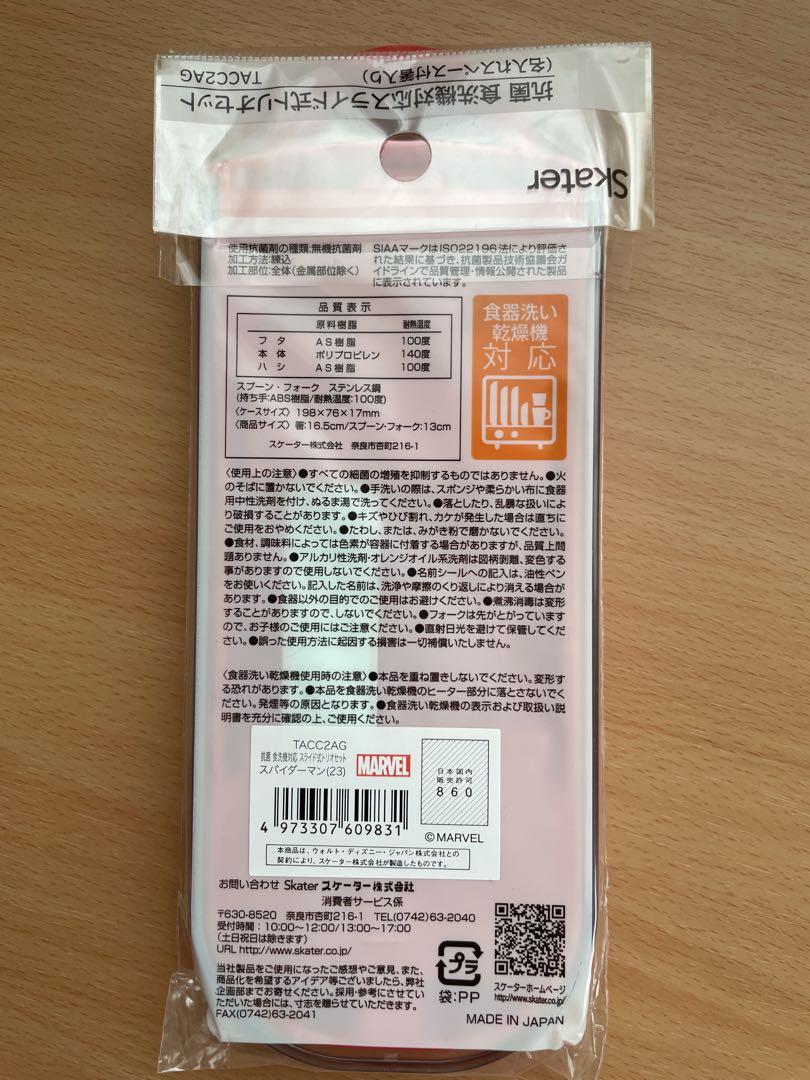 抗菌 食洗機対応スライド式トリオセット
(名入れスペース付箸入り)
TACC2AG
Skater
使用抗菌剤の種類:無機抗菌剤
加工方法:練込
加工部位:全体(金属部位除く)
SIAAマークはISO22196法により評価さ
れた結果に基づき、抗菌製品技術協議会ガ
イドラインで品質管理・情報公開された製品
に表示されています。
品質表示
原料樹脂 耐熱温度
フタ AS樹脂 100度
本体 ポリプロピレン 140度
ハシ AS樹脂 100度
スプーン・フォーク ステンレス鋼
(持ち手:ABS樹脂/耐熱温度:100度)
〈ケースサイズ〉198×76×17mm
〈商品サイズ〉箸:16.5cm/スプーン・フォーク:13cm
スケーター株式会社 奈良市杏町216-1
食器洗い
乾燥機
対応
〈使用上の注意〉●すべての細菌の増殖を抑制するものではありません。●火
のそばに置かないでください。●手洗いの際は、スポンジや柔らかい布に食器
用中性洗剤を付け、ぬるま湯で洗ってください。●落としたり、乱暴な扱いによ
り破損することがあります。●キズやひび割れ、カケが発生した場合は直ちに
ご使用をおやめください。●たわし、または、みがき粉で磨かないでください。
●食材、調味料によっては色素が容器に付着する場合がありますが、品質上問
題ありません。●アルカリ性洗剤・オレンジオイル系洗剤は図柄剥離、変色する
事がありますので使用しないでください。●名前シールへの記入は、油性ペン
をお使いください。記入した名前は、洗浄や摩擦のくり返しにより消える場合が
あります。●食器以外の目的でのご使用はお避けください。●煮沸消毒は変形
することがありますので、しないでください。●フォークは先がとがっています
ので、お子様のご使用にはご注意ください。●直射日光を避けて保管してくだ
さい。●誤った使用方法に起因する損害は一切補償いたしません。
〈食器洗い乾燥機使用時の注意〉●本品を重ね置きしないでください。変形す
る恐れがあります。●本品を食器洗い乾燥機のヒーター部分に落とさないでく
ださい。発煙等の原因となります。●食器洗い乾燥機の表示および取扱い説
明書を充分に確認の上、ご使用ください。
TACC2AG
抗菌 食洗機対応 スライド式トリオセット
スパイダーマン(23)
MARVEL
日本国内
販売許可
860
4 973307 609831
©MARVEL
本商品は、ウォルト・ディズニー・ジャパン株式会社との
契約により、スケーター株式会社が製造したものです。
お問い合わせ Skater スケーター株式会社
消費者サービス係
〒630-8520 奈良市杏町216-1 TEL(0742)63-2040
受付時間:10:00〜12:00/13:00〜17:00
(土日祝日は除きます)
URL http://www.skater.co.jp/
当社製品をご使用になったご感想やご意見、また、
商品化を希望するアイデア等ございましたら、弊社
企画部までお寄せください。採用・参考にさせてい
ただいた場合には、寸志を贈らせていただきます。
FAX(0742)63-2041
プラ
袋:PP
スケーターホームページ
http://www.skater.co.jp/
MADE IN JAPAN